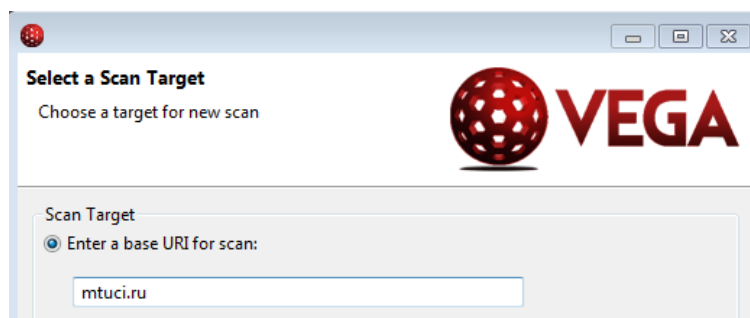 Select a Scan Target
Choose a target for new scan
VEGA
Scan Target
Enter a base URI for scan:
mtuci.ru